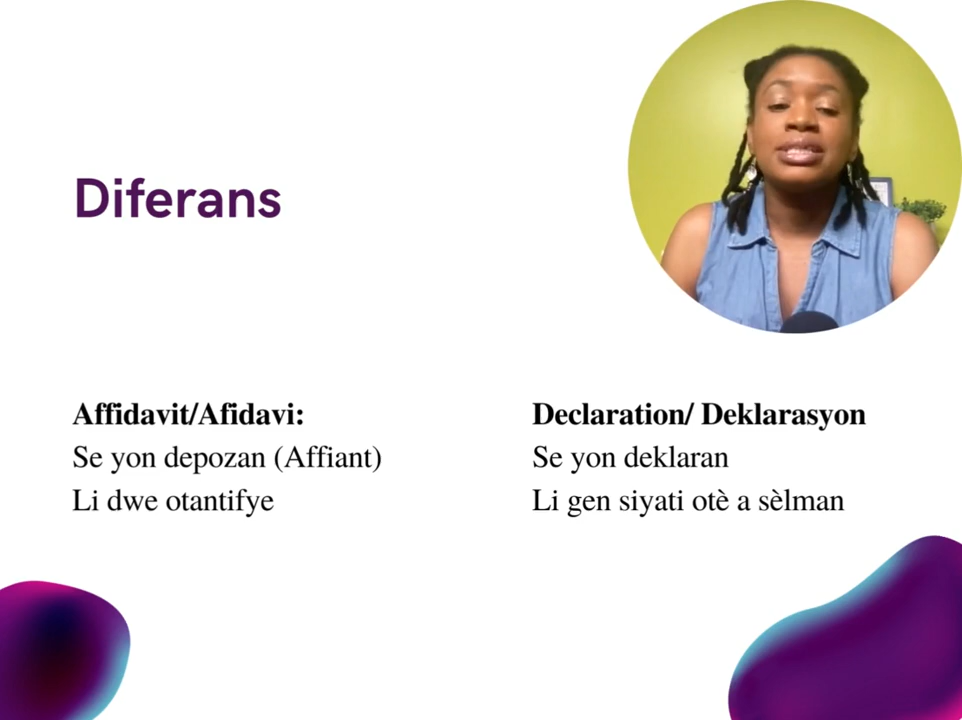 Diferans
Affidavit/Afidavi:
Se yon depozan (Affiant)
Li dwe otantifye
Declaration/ Deklarasyon
Se yon deklaran
Li gen siyati otè a sèlman